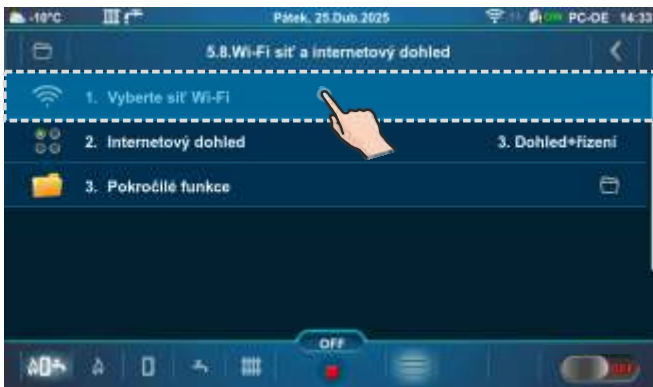 -10°C Pátek, 25.Dub.2025 PC-OE 14:33
5.8.Wi-Fi síť a internetový dohled
1. Vyberte síť Wi-Fi
2. Internetový dohled 3. Dohled+řízení
3. Pokročilé funkce
OFF
OFF